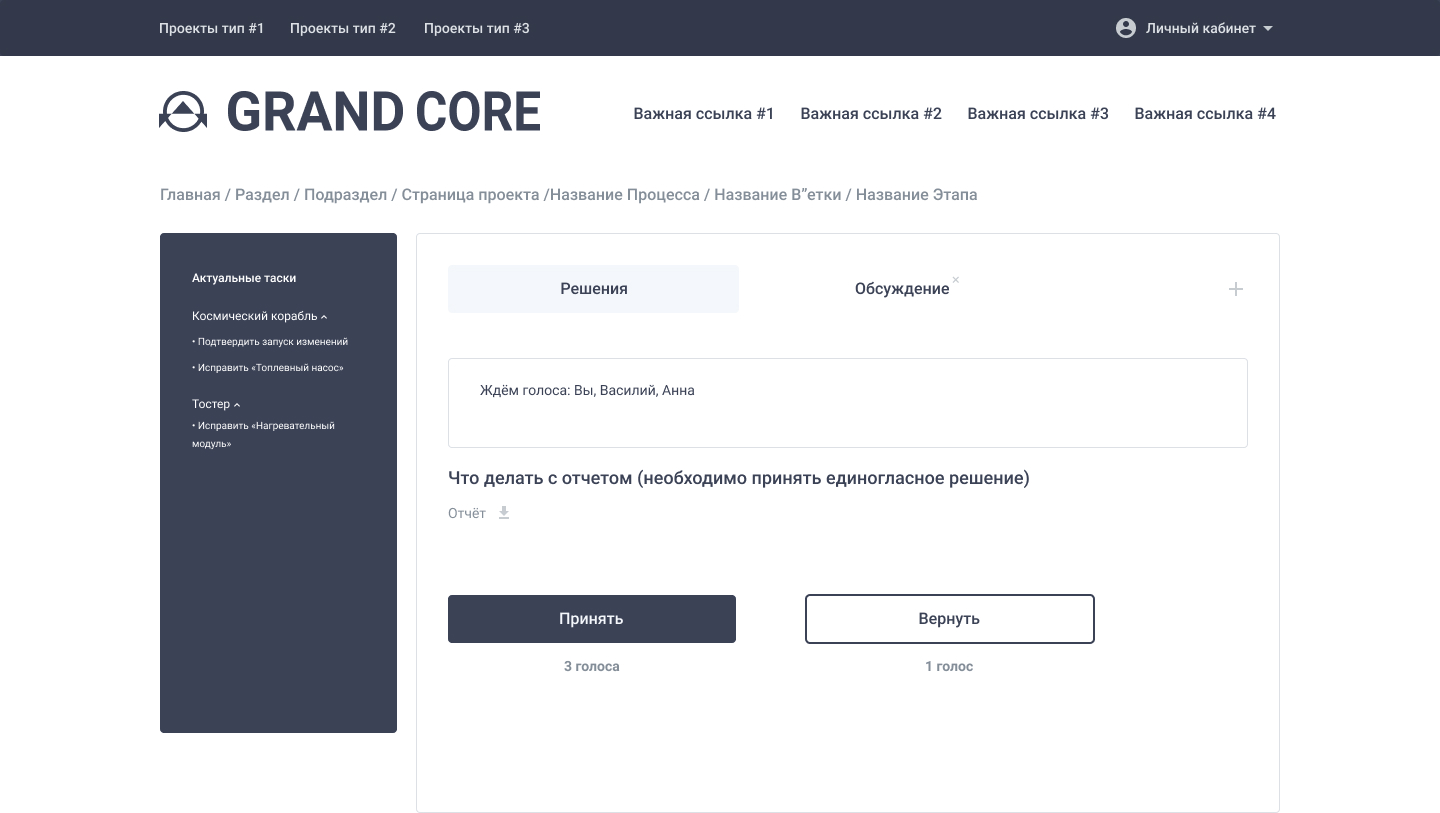 Проекты тип #1 Проекты тип #2 Проекты тип #3 Личный кабинет
GRAND CORE
Важная ссылка #1 Важная ссылка #2 Важная ссылка #3 Важная ссылка #4
Главная / Раздел / Подраздел / Страница проекта /Название Процесса / Название В”етки / Название Этапа
Актуальные таски
Космический корабль
• Подтвердить запуск изменений
• Исправить «Топлевный насос»
Тостер
• Исправить «Нагревательный
модуль»
Решения Обсуждение × +
Ждём голоса: Вы, Василий, Анна
Что делать с отчетом (необходимо принять единогласное решение)
Отчёт
Принять Вернуть
3 голоса 1 голос